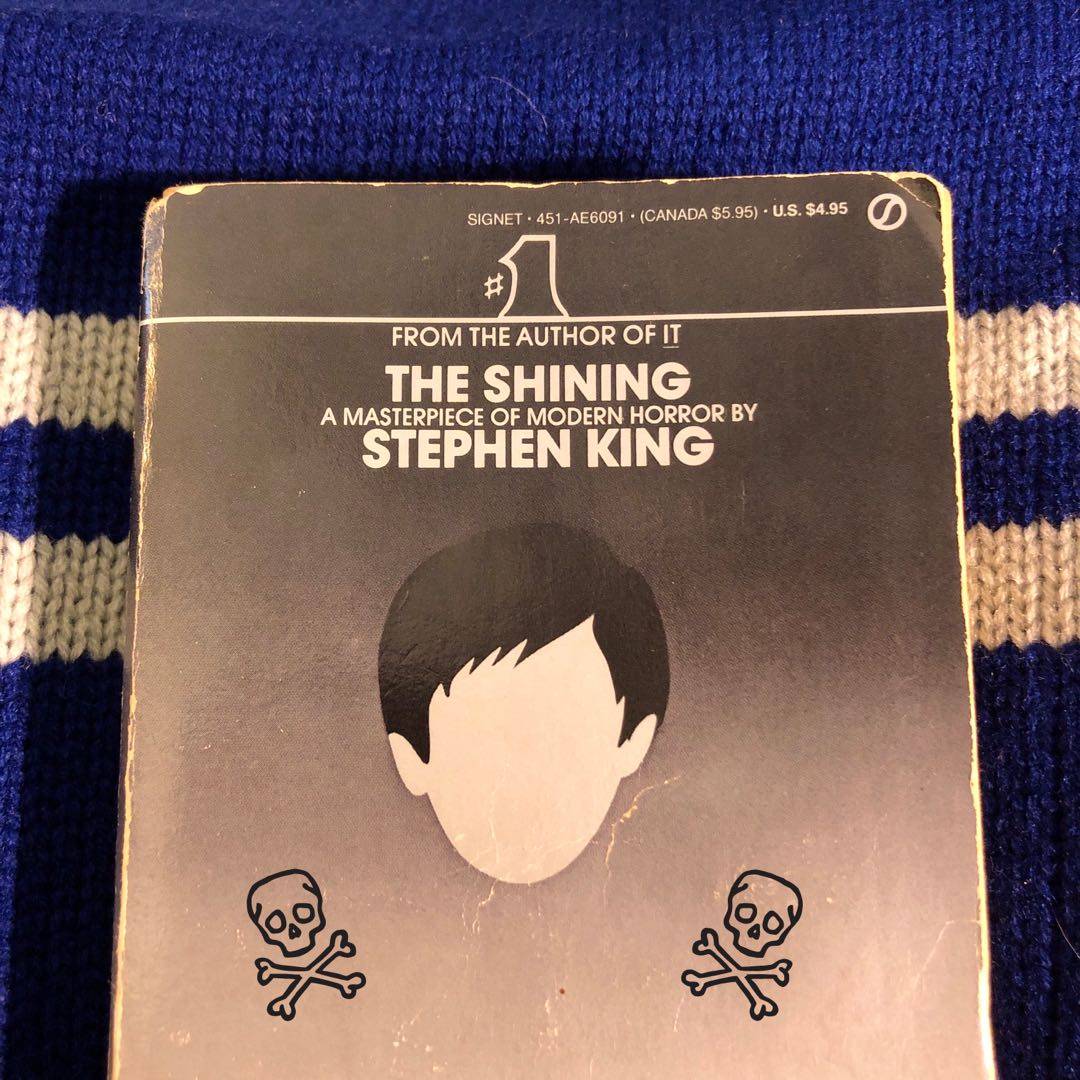 SIGNET • 451-AE6091 • (CANADA $5.95) • U.S. $4.95
#1
FROM THE AUTHOR OF IT
THE SHINING
A MASTERPIECE OF MODERN HORROR BY
STEPHEN KING